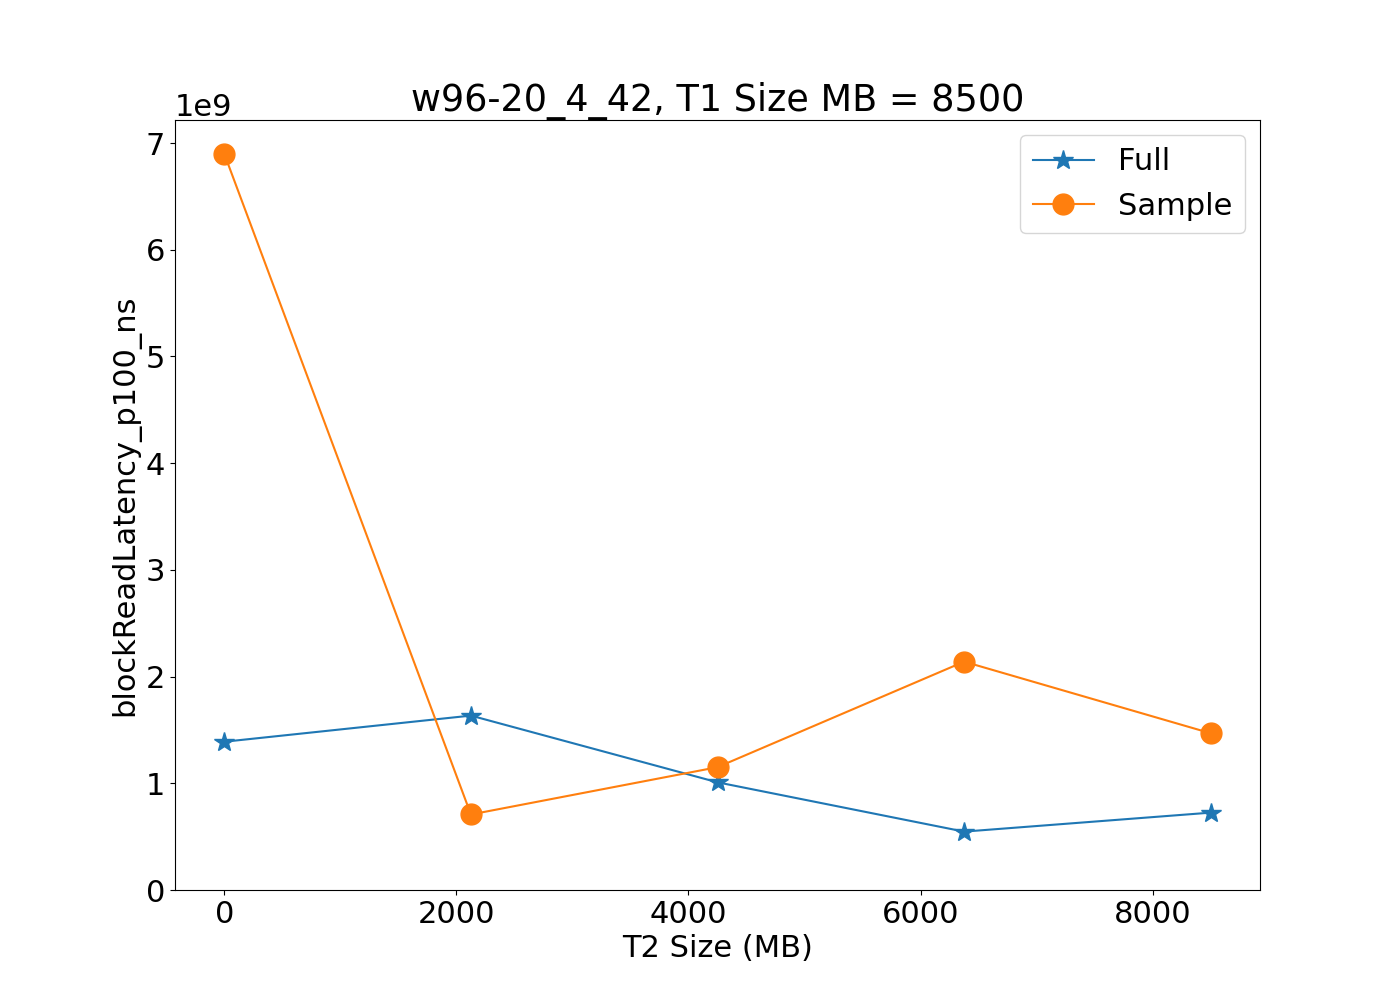 w96-20_4_42, T1 Size MB = 8500
1e9
7
6
5
4
3
2
1
0
blockReadLatency_p100_ns
Full
Sample
0 2000 4000 6000 8000
T2 Size (MB)